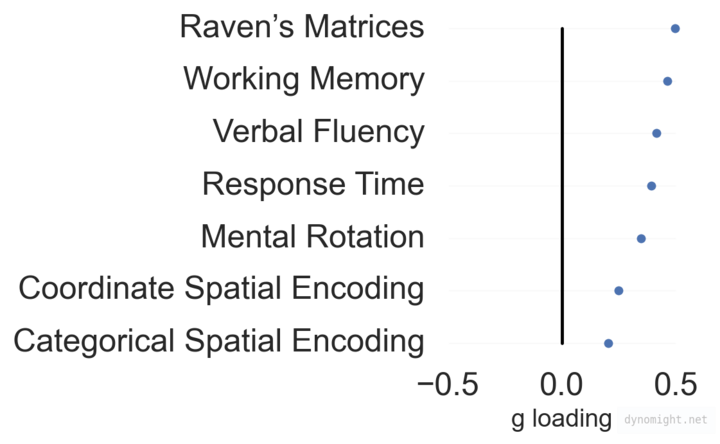 Raven’s Matrices
Working Memory
Verbal Fluency
Response Time
Mental Rotation
Coordinate Spatial Encoding
Categorical Spatial Encoding
−0.5 0.0 0.5
g loading dynomight.net